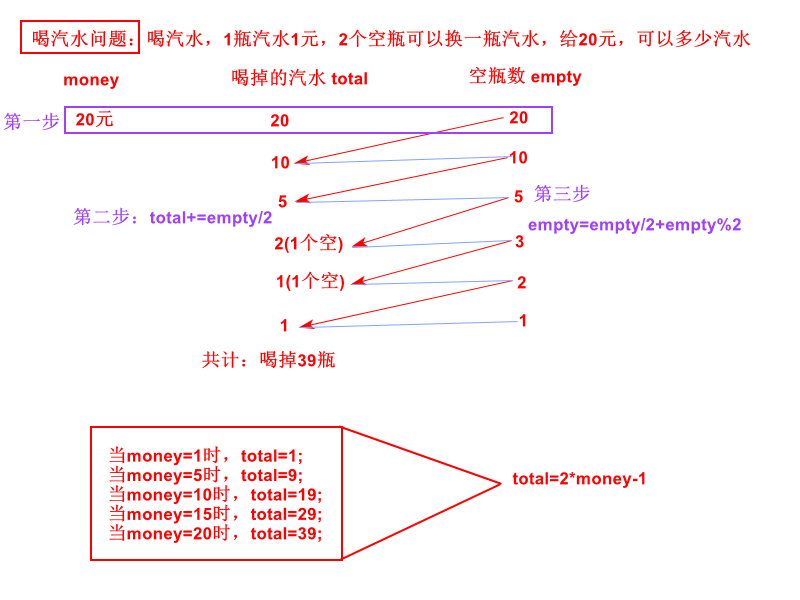 喝汽水问题：喝汽水，1瓶汽水1元，2个空瓶可以换一瓶汽水，给20元，可以多少汽水
money 喝掉的汽水 total 空瓶数 empty
第一步 20元 20 20
10 10
5 5 第三步
第二步：total+=empty/2 empty=empty/2+empty%2
2(1个空) 3
1(1个空) 2
1 1
共计：喝掉39瓶
当money=1时，total=1;
当money=5时，total=9;
当money=10时，total=19;
当money=15时，total=29;
当money=20时，total=39;
total=2*money-1